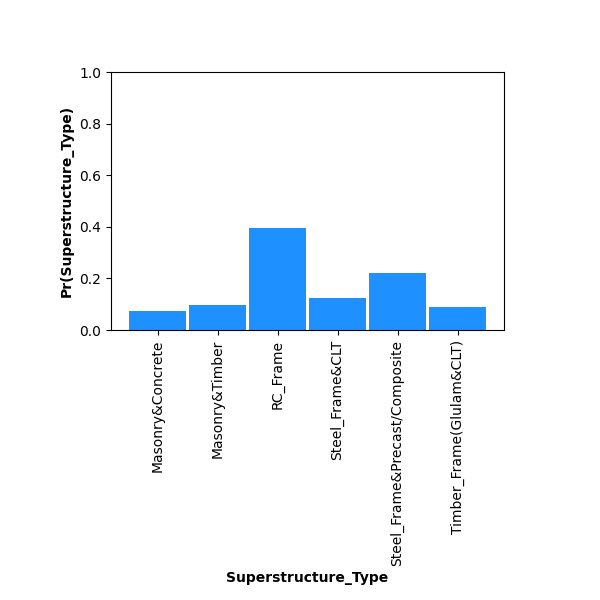 Pr(Superstructure_Type)
1.0
0.8
0.6
0.4
0.2
0.0
Masonry&Concrete
Masonry&Timber
RC_Frame
Steel_Frame&CLT
Steel_Frame&Precast/Composite
Timber_Frame(Glulam&CLT)
Superstructure_Type